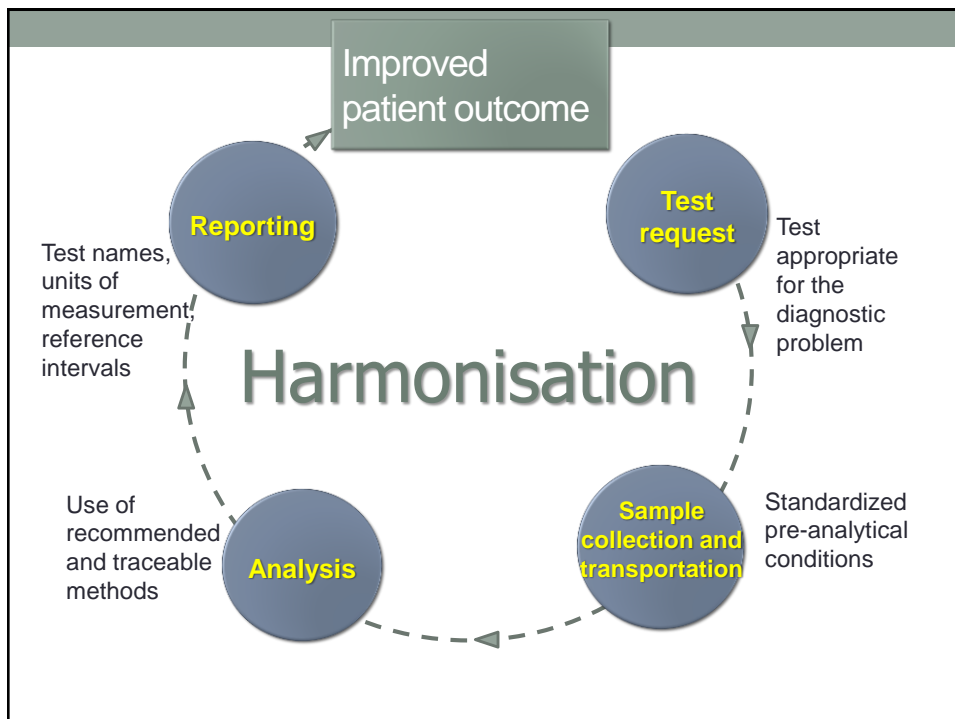 Improved
patient outcome
Test
request
Test
appropriate
for the
diagnostic
problem
Sample
collection and
transportation
Standardized
pre-analytical
conditions
Analysis
Use of
recommended
and traceable
methods
Reporting
Test names,
units of
measurement,
reference
intervals
Harmonisation